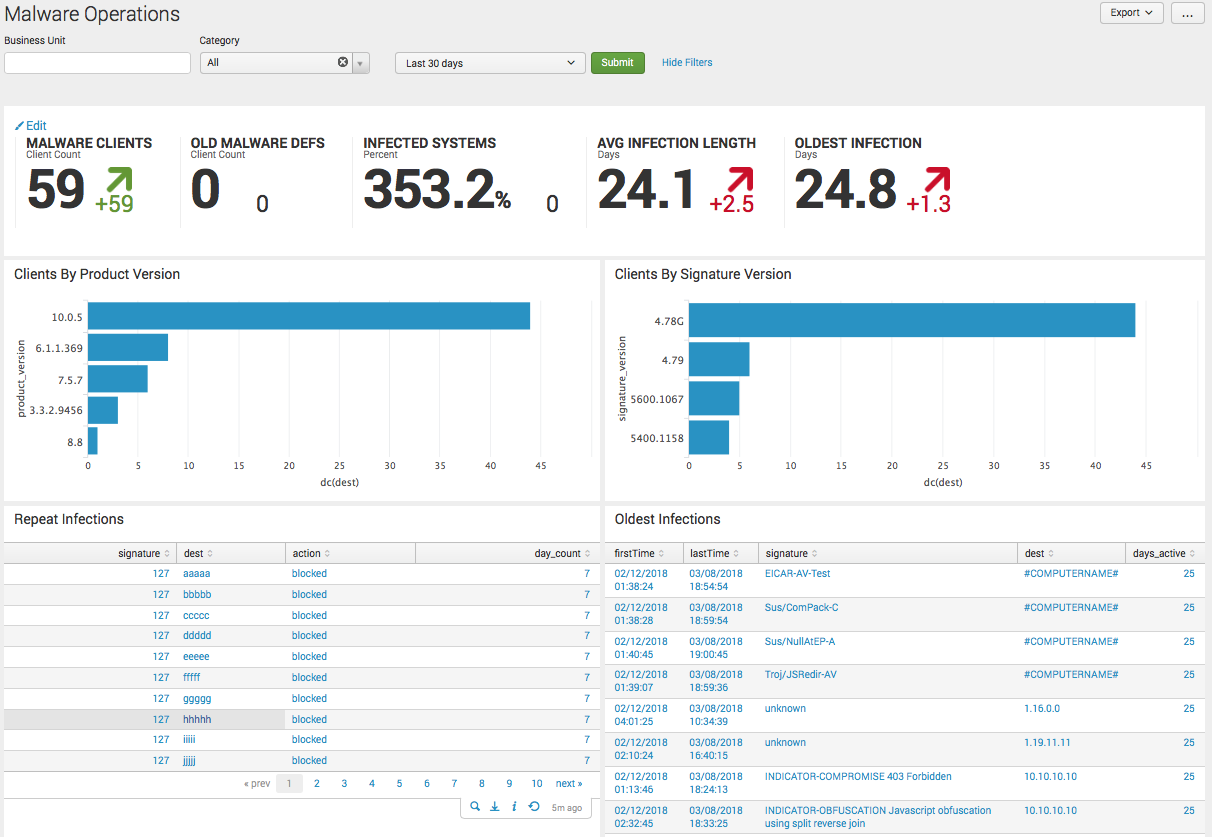 Malware Operations
Export
...
Business Unit
Category
All
Last 30 days
Submit
Hide Filters
Edit
MALWARE CLIENTS
Client Count
59
+59
OLD MALWARE DEFS
Client Count
0
0
INFECTED SYSTEMS
Percent
353.2%
0
AVG INFECTION LENGTH
Days
24.1
+2.5
OLDEST INFECTION
Days
24.8
+1.3
Clients By Product Version
product_version
10.0.5
6.1.1.369
7.5.7
3.3.2.9456
8.8
0 5 10 15 20 25 30 35 40 45
dc(dest)
Clients By Signature Version
signature_version
4.78G
4.79
5600.1067
5400.1158
0 5 10 15 20 25 30 35 40 45
dc(dest)
Repeat Infections
signature dest action day_count
127 aaaaa blocked 7
127 bbbbb blocked 7
127 ccccc blocked 7
127 ddddd blocked 7
127 eeeee blocked 7
127 fffff blocked 7
127 ggggg blocked 7
127 hhhhh blocked 7
127 iiiii blocked 7
127 jjjjj blocked 7
« prev 1 2 3 4 5 6 7 8 9 10 next »
5m ago
Oldest Infections
firstTime lastTime signature dest days_active
02/12/2018 03/08/2018 EICAR-AV-Test #COMPUTERNAME# 25
01:38:24 18:54:54
02/12/2018 03/08/2018 Sus/ComPack-C #COMPUTERNAME# 25
01:38:28 18:59:54
02/12/2018 03/08/2018 Sus/NullAtEP-A #COMPUTERNAME# 25
01:40:45 19:00:45
02/12/2018 03/08/2018 Troj/JSRedir-AV #COMPUTERNAME# 25
01:39:07 18:59:36
02/12/2018 03/08/2018 unknown 1.16.0.0 25
04:01:25 10:34:39
02/12/2018 03/08/2018 unknown 1.19.11.11 25
02:10:24 16:40:15
02/12/2018 03/08/2018 INDICATOR-COMPROMISE 403 Forbidden 10.10.10.10 25
01:13:46 18:24:13
02/12/2018 03/08/2018 INDICATOR-OBFUSCATION Javascript obfuscation 10.10.10.10 25
02:32:45 18:33:25 using split reverse join